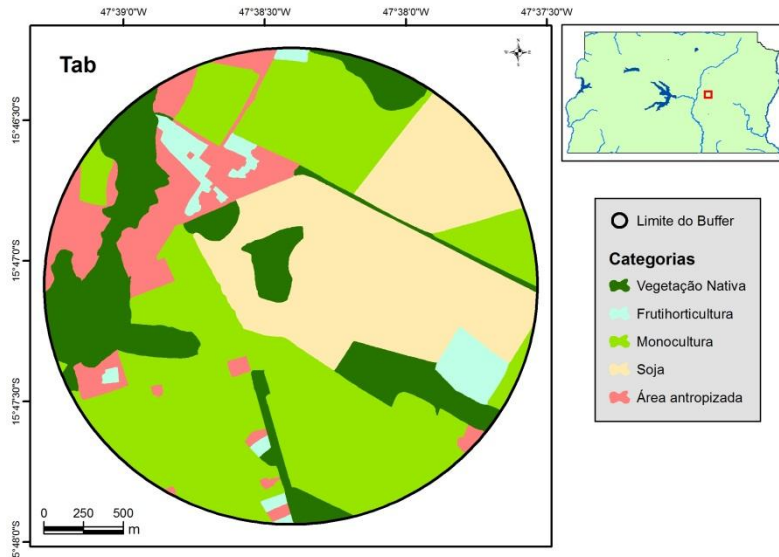 47°39'0"W
47°38'30"W
47°38'0"W
47°37'30"W
Tab
15°46'30"S
15°47'0"S
15°47'30"S
5°48'0"S
0 250 500
m
Limite do Buffer
Categorias
Vegetação Nativa
Frutihorticultura
Monocultura
Soja
Área antropizada